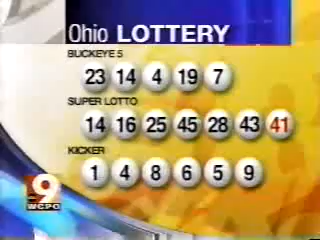 Ohio LOTTERY
BUCKEYE 5
23 14 4 19 7
SUPER LOTTO
14 16 25 45 28 43 41
KICKER
1 4 8 6 5 9
9
WCPO